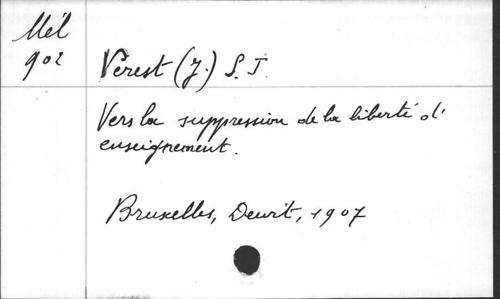 Mél
902
Verest (J.) S. J.
Vers la suppression de la liberté d'
enseignement.
Bruxelles, Dewit, 1907